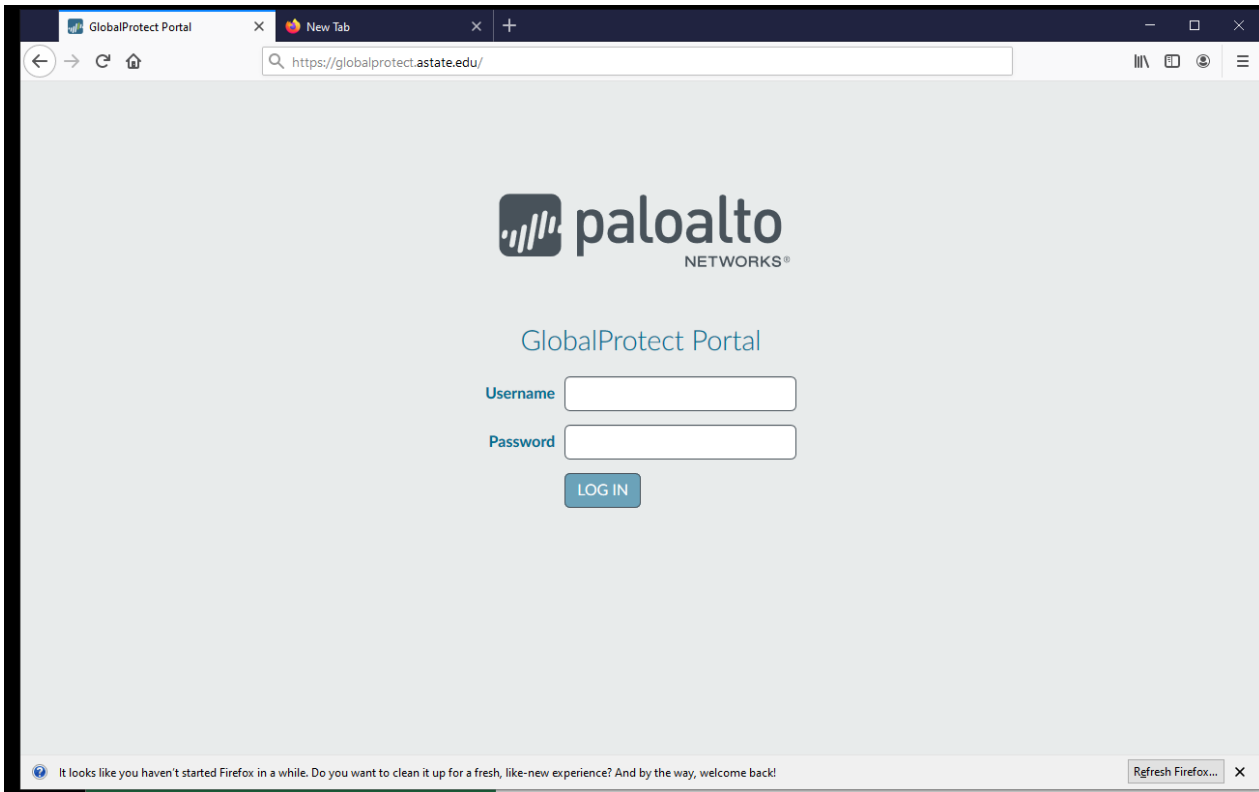 GlobalProtect Portal
New Tab
https://globalprotect.astate.edu/
paloalto
NETWORKS®
GlobalProtect Portal
Username
Password
LOG IN
It looks like you haven't started Firefox in a while. Do you want to clean it up for a fresh, like-new experience? And by the way, welcome back!
Refresh Firefox...